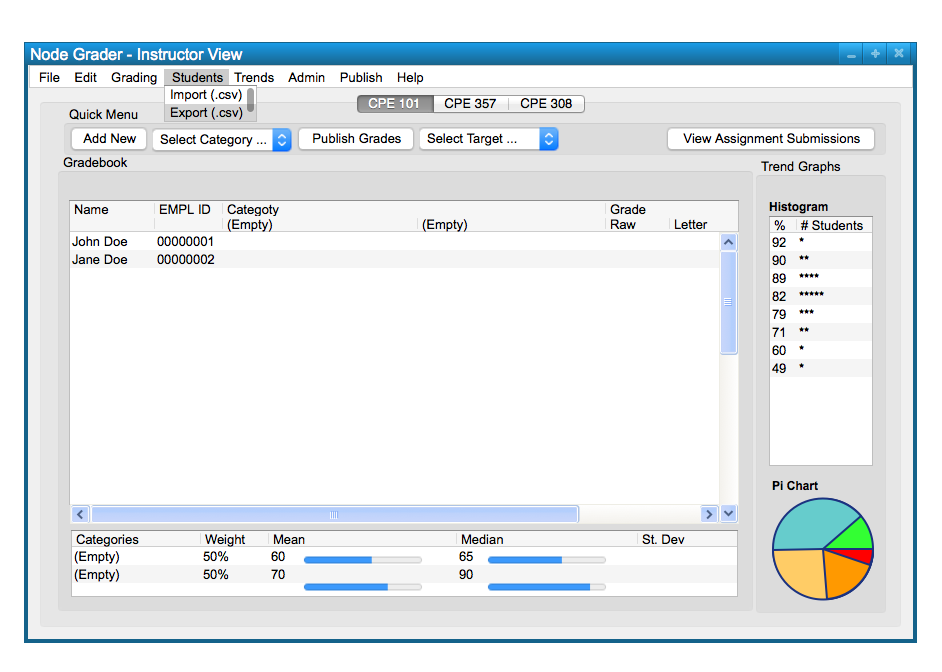 Node Grader - Instructor View
File Edit Grading Students Trends Admin Publish Help
Import (.csv)
Export (.csv)
CPE 101 CPE 357 CPE 308
Quick Menu
Add New Select Category ... Publish Grades Select Target ... View Assignment Submissions
Gradebook
Name EMPL ID Categoty Grade
(Empty) (Empty) Raw Letter
John Doe 00000001
Jane Doe 00000002
Categories Weight Mean Median St. Dev
(Empty) 50% 60 65
(Empty) 50% 70 90
Trend Graphs
Histogram
% # Students
92 *
90 **
89 ****
82 *****
79 ***
71 **
60 *
49 *
Pi Chart